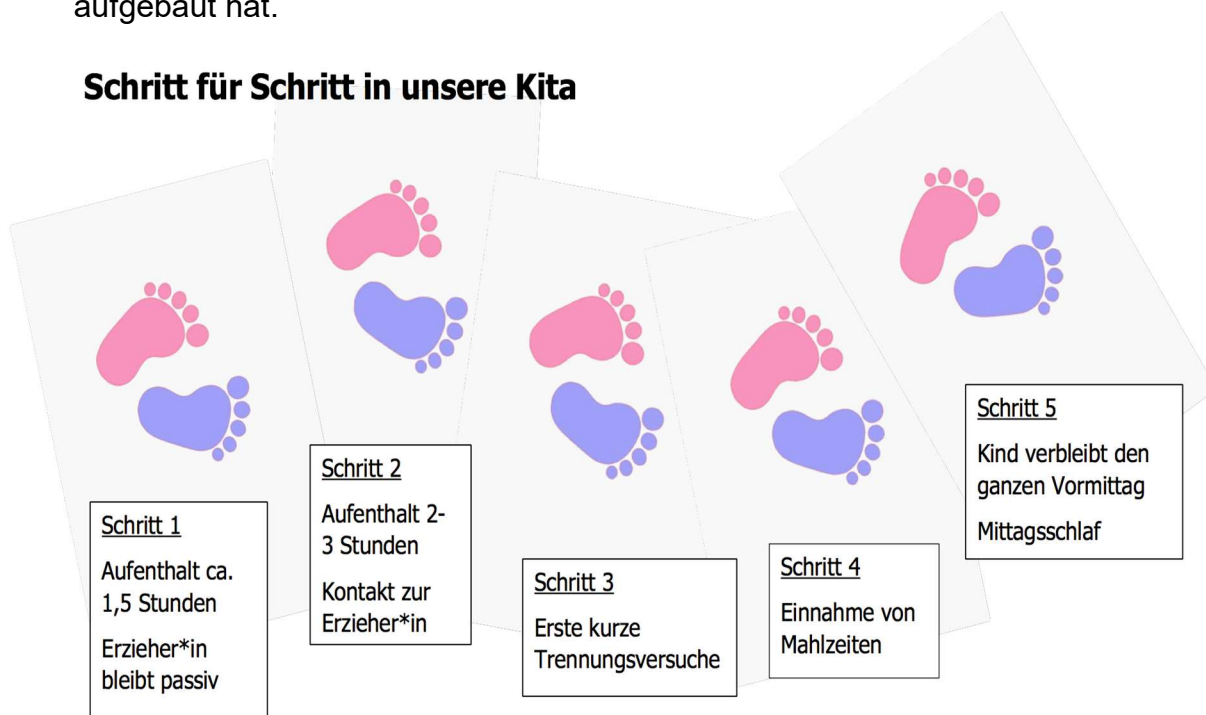 aufgebaut hat.
Schritt für Schritt in unsere Kita
Schritt 1
Aufenthalt ca.
1,5 Stunden
Erzieher*in
bleibt passiv
Schritt 2
Aufenthalt 2-
3 Stunden
Kontakt zur
Erzieher*in
Schritt 3
Erste kurze
Trennungsversuche
Schritt 4
Einnahme von
Mahlzeiten
Schritt 5
Kind verbleibt den
ganzen Vormittag
Mittagsschlaf